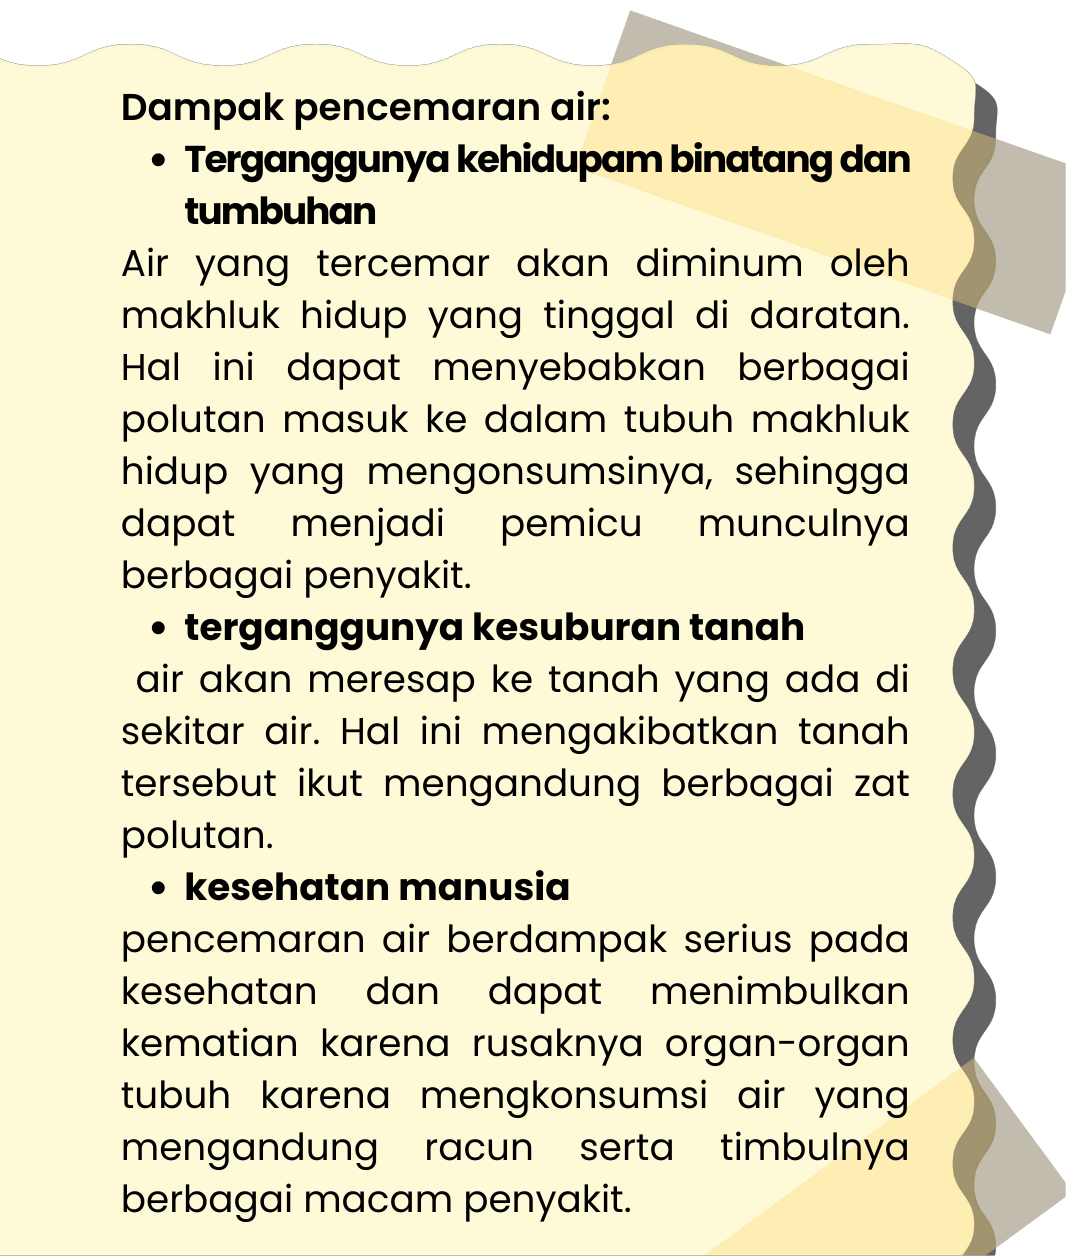 Dampak pencemaran air:
• Terganggunya kehidupam binatang dan
tumbuhan
Air yang tercemar akan diminum oleh
makhluk hidup yang tinggal di daratan.
Hal ini dapat menyebabkan berbagai
polutan masuk ke dalam tubuh makhluk
hidup yang mengonsumsinya, sehingga
dapat menjadi pemicu munculnya
berbagai penyakit.
• terganggunya kesuburan tanah
air akan meresap ke tanah yang ada di
sekitar air. Hal ini mengakibatkan tanah
tersebut ikut mengandung berbagai zat
polutan.
• kesehatan manusia
pencemaran air berdampak serius pada
kesehatan dan dapat menimbulkan
kematian karena rusaknya organ-organ
tubuh karena mengkonsumsi air yang
mengandung racun serta timbulnya
berbagai macam penyakit.